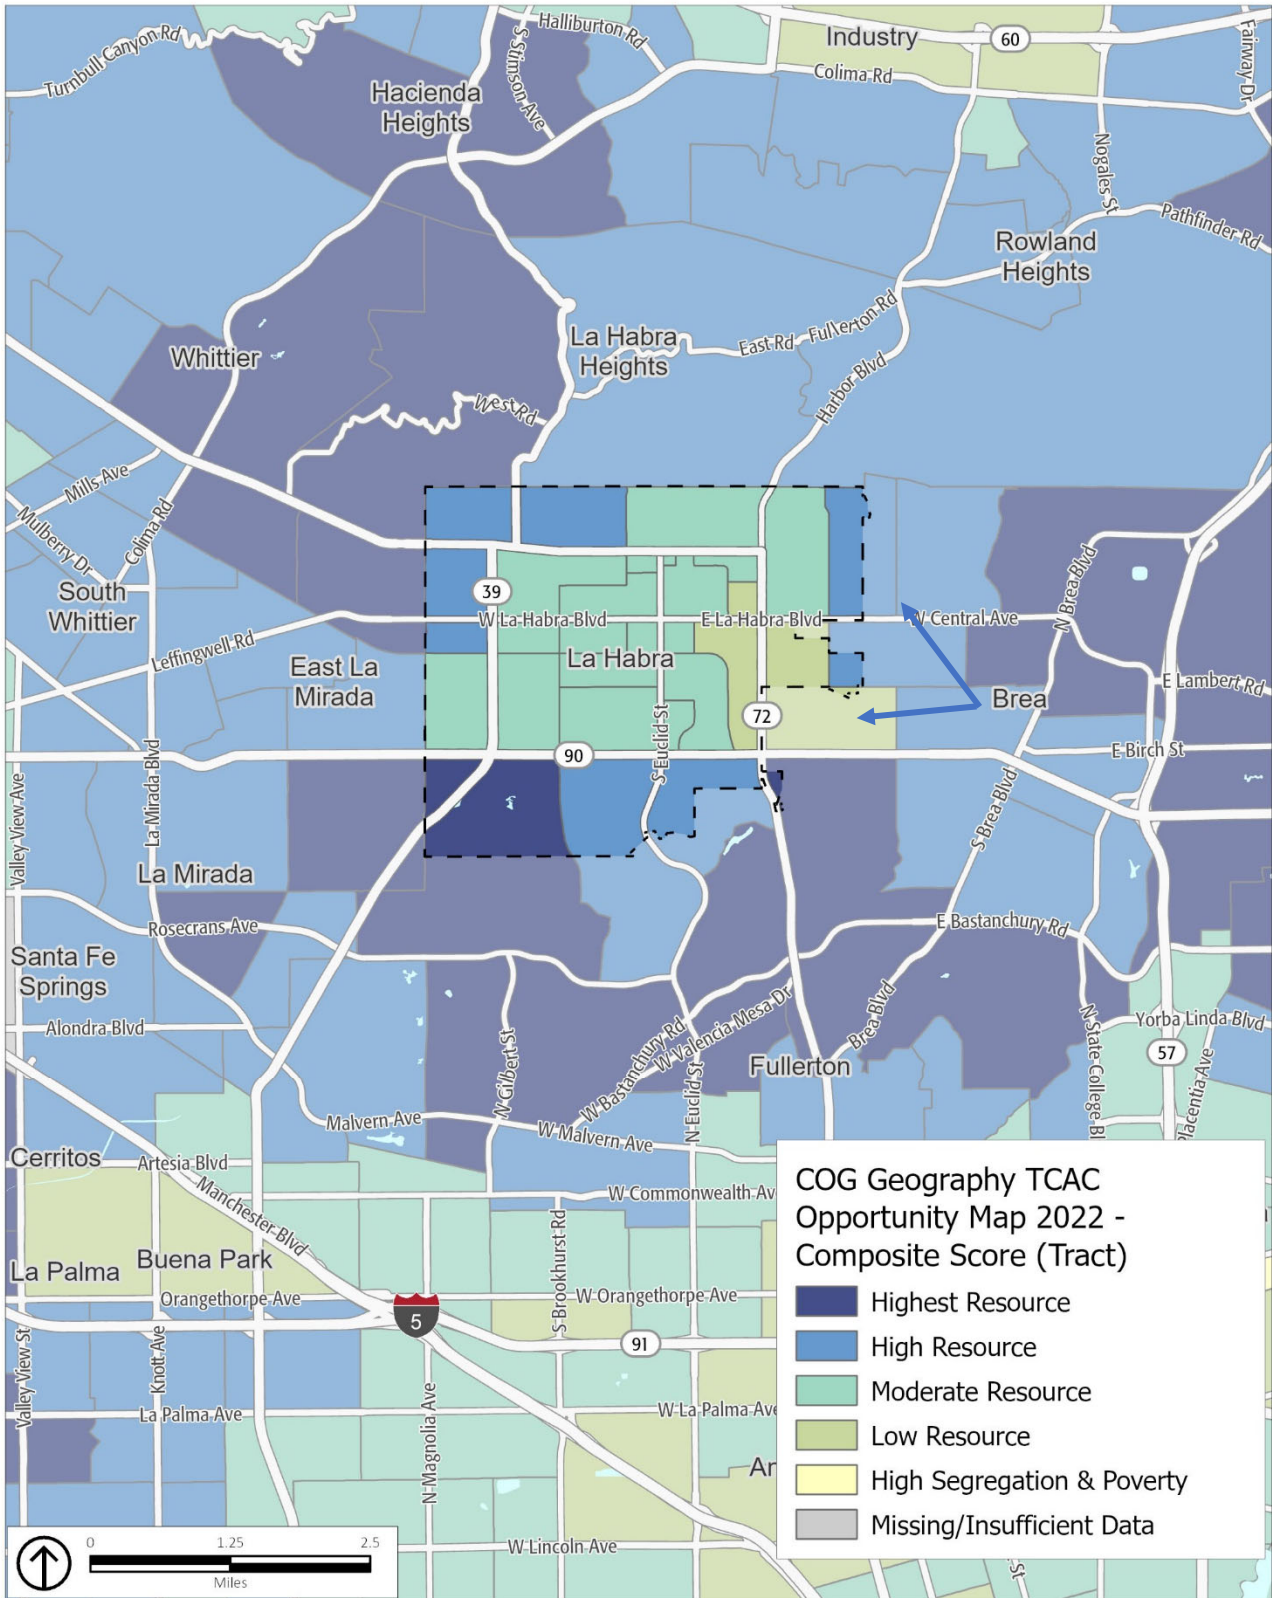 Turnbull Canyon Rd
Halliburton Rd
S Stimson Ave
Industry
60
Fairway Dr
Colima Rd
Hacienda
Heights
Nogales St
Pathfinder Rd
Rowland
Heights
Fullerton Rd
East Rd
La Habra
Heights
Whittier
Harbor Blvd
West Rd
Mills Ave
Mulberry Dr
Colima Rd
South
Whittier
39
W La Habra Blvd
E La Habra Blvd
W Central Ave
N Brea Blvd
Leffingwell Rd
East La
Mirada
La Habra
Brea
E Lambert Rd
S Euclid St
72
90
E Birch St
La Mirada Blvd
Valley View Ave
S Brea Blvd
La Mirada
Rosecrans Ave
E Bastanchury Rd
Santa Fe
Springs
Alondra Blvd
N Gilbert St
W Bastanchury Rd
W Valencia Mesa Dr
Brea Blvd
Fullerton
N State College Bl
Yorba Linda Blvd
57
Placentia Ave
N Euclid St
Malvern Ave
W Malvern Ave
Cerritos
Artesia Blvd
Manchester Blvd
W Commonwealth Av
La Palma
Buena Park
Orangethorpe Ave
S Brookhurst Rd
W Orangethorpe Ave
5
91
Valley View St
Knott Ave
La Palma Ave
N Magnolia Ave
W La Palma Ave
Ar
W Lincoln Ave
St
COG Geography TCAC
Opportunity Map 2022 -
Composite Score (Tract)
Highest Resource
High Resource
Moderate Resource
Low Resource
High Segregation & Poverty
Missing/Insufficient Data
0 1.25 2.5
Miles